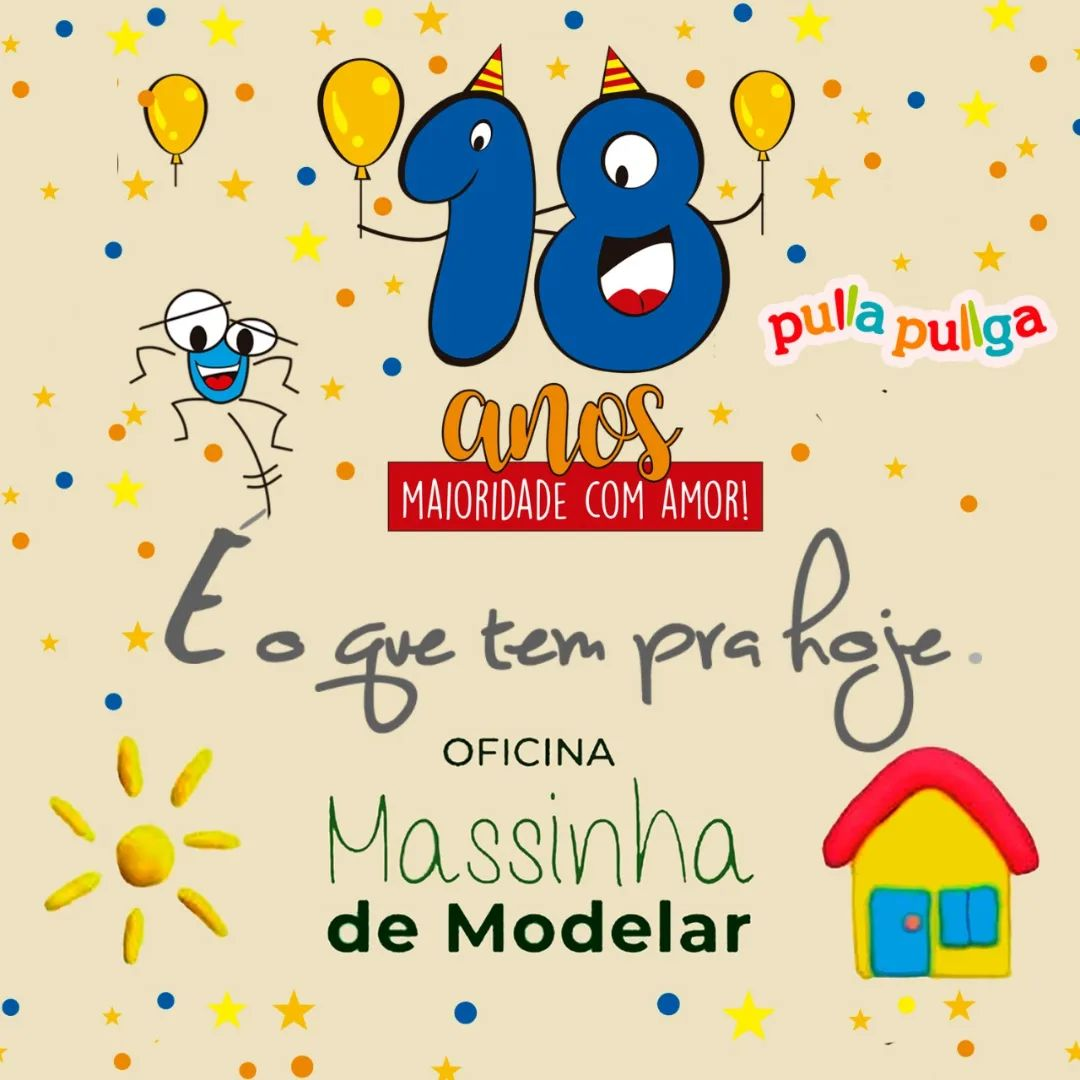 18
pulla pullga
anos
MAIORIDADE COM AMOR!
É o que tem pra hoje.
OFICINA
Massinha
de Modelar